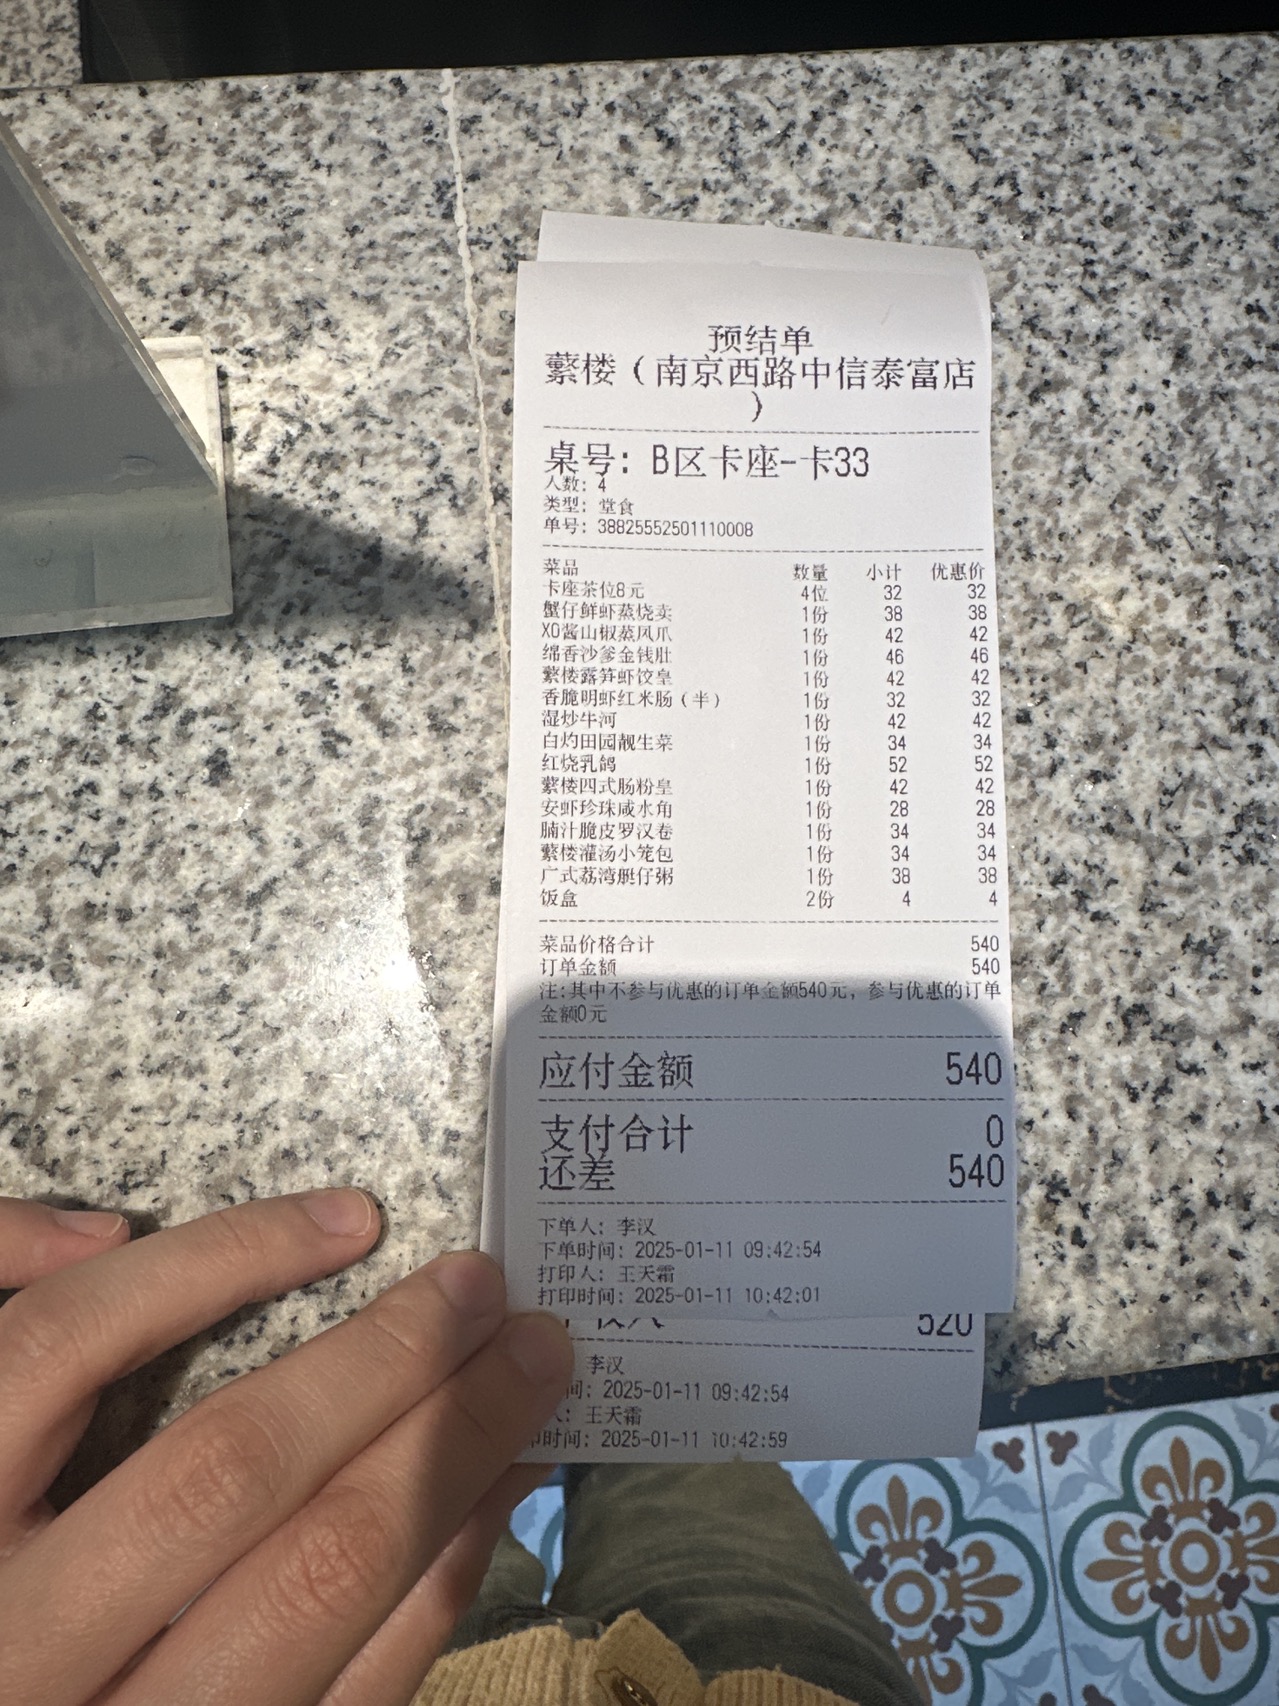 预结单
蘩楼（南京西路中信泰富店
）
桌号: B区卡座-卡33
人数: 4
类型: 堂食
单号: 38825552501110008
菜品 数量 小计 优惠价
卡座茶位8元 4位 32 32
蟹仔鲜虾蒸烧卖 1份 38 38
XO酱山椒蒸凤爪 1份 42 42
绵香沙爹金钱肚 1份 46 46
蘩楼露笋虾饺皇 1份 42 42
香脆明虾红米肠（半） 1份 32 32
湿炒牛河 1份 42 42
白灼田园靓生菜 1份 34 34
红烧乳鸽 1份 52 52
蘩楼四式肠粉皇 1份 42 42
安虾珍珠咸水角 1份 28 28
腩汁脆皮罗汉卷 1份 34 34
蘩楼灌汤小笼包 1份 34 34
广式荔湾艇仔粥 1份 38 38
饭盒 2份 4 4
菜品价格合计 540
订单金额 540
注:其中不参与优惠的订单金额540元, 参与优惠的订单
金额0元
应付金额 540
支付合计 0
还差 540
下单人: 李汉
下单时间: 2025-01-11 09:42:54
打印人: 王天霜
打印时间: 2025-01-11 10:42:01
520
李汉
间: 2025-01-11 09:42:54
人: 王天霜
印时间: 2025-01-11 10:42:59